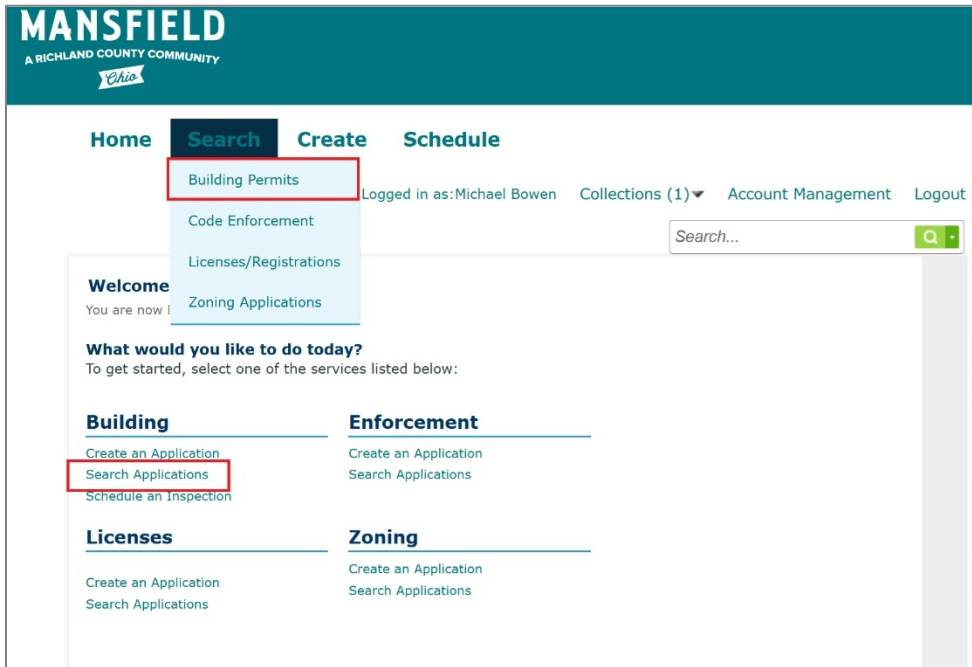 MANSFIELD
A RICHLAND COUNTY COMMUNITY
Ohio
Home Search Create Schedule
Building Permits
Logged in as:Michael Bowen Collections (1) Account Management Logout
Code Enforcement
Search...
Licenses/Registrations
Welcome
Zoning Applications
You are now
What would you like to do today?
To get started, select one of the services listed below:
Building Enforcement
Create an Application Create an Application
Search Applications Search Applications
Schedule an Inspection
Licenses Zoning
Create an Application
Create an Application
Search Applications
Search Applications